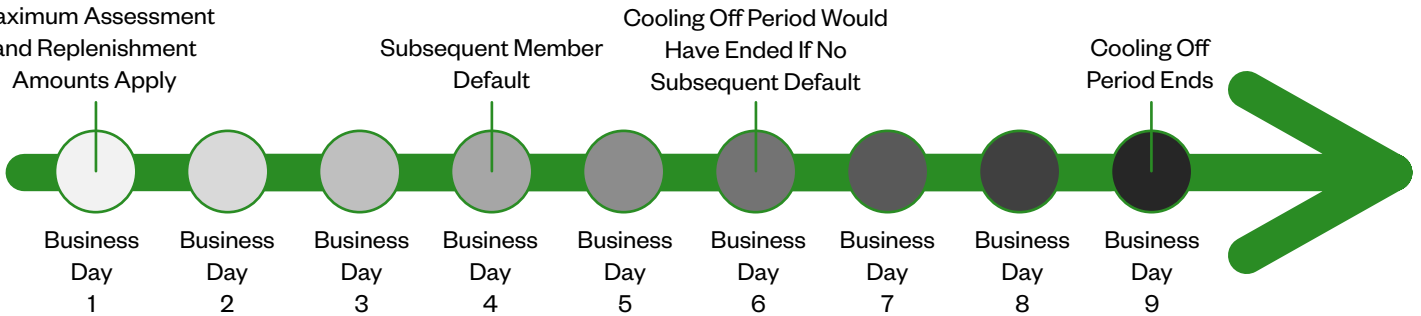 aximum Assessment
and Replenishment
Amounts Apply
Subsequent Member
Default
Cooling Off Period Would
Have Ended If No
Subsequent Default
Cooling Off
Period Ends
Business
Day
1
Business
Day
2
Business
Day
3
Business
Day
4
Business
Day
5
Business
Day
6
Business
Day
7
Business
Day
8
Business
Day
9